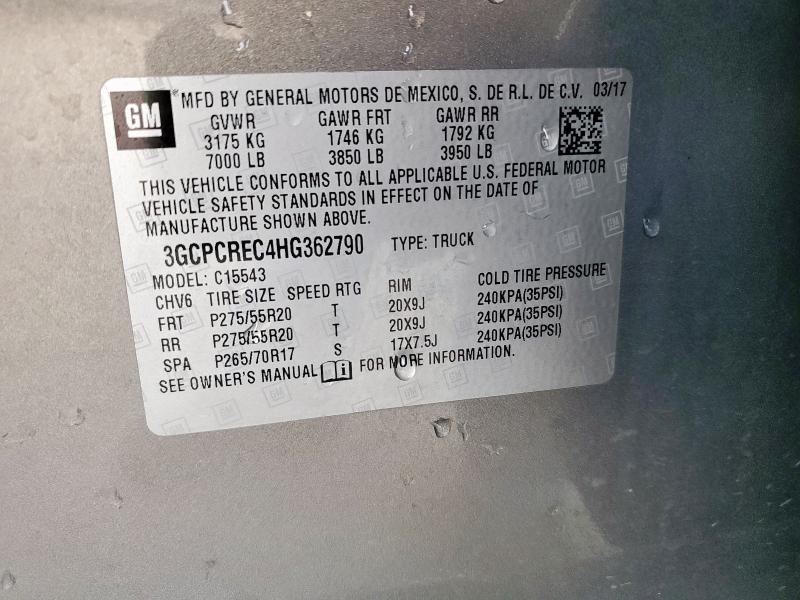 GM
*MFD BY GENERAL MOTORS DE MEXICO, S. DE R.L. DE C.V. 03/17
GVWR GAWR FRT GAWR RR
3175 KG 1746 KG 1792 KG
7000 LB 3850 LB 3950 LB
THIS VEHICLE CONFORMS TO ALL APPLICABLE U.S. FEDERAL MOTOR
VEHICLE SAFETY STANDARDS IN EFFECT ON THE DATE OF
MANUFACTURE SHOWN ABOVE.
3GCPCREC4HG362790 TYPE: TRUCK
MODEL: C15543
CHV6 TIRE SIZE SPEED RTG RIM COLD TIRE PRESSURE
FRT P275/55R20 T 20X9J 240KPA(35PSI)
RR P275/55R20 T 20X9J 240KPA(35PSI)
SPA P265/70R17 S 17X7.5J 240KPA(35PSI)
SEE OWNER'S MANUAL FOR MORE INFORMATION.